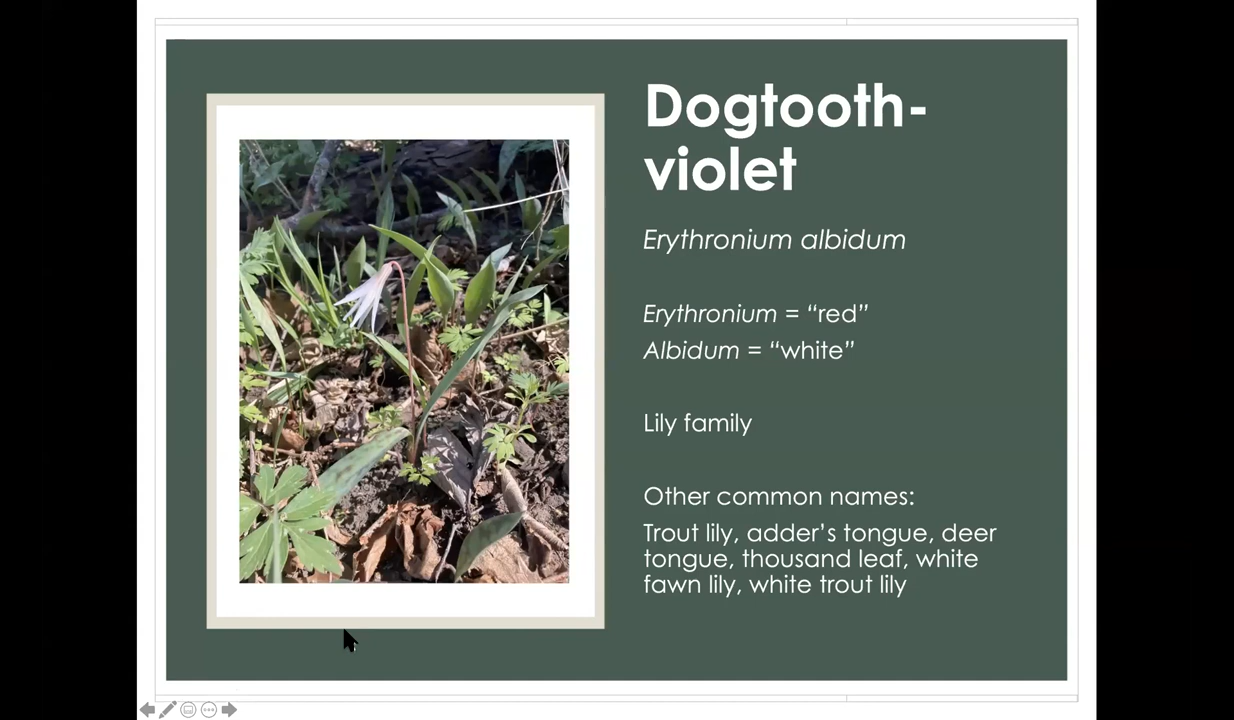 Dogtooth-
violet
Erythronium albidum
Erythronium = “red”
Albidum = “white”
Lily family
Other common names:
Trout lily, adder’s tongue, deer
tongue, thousand leaf, white
fawn lily, white trout lily